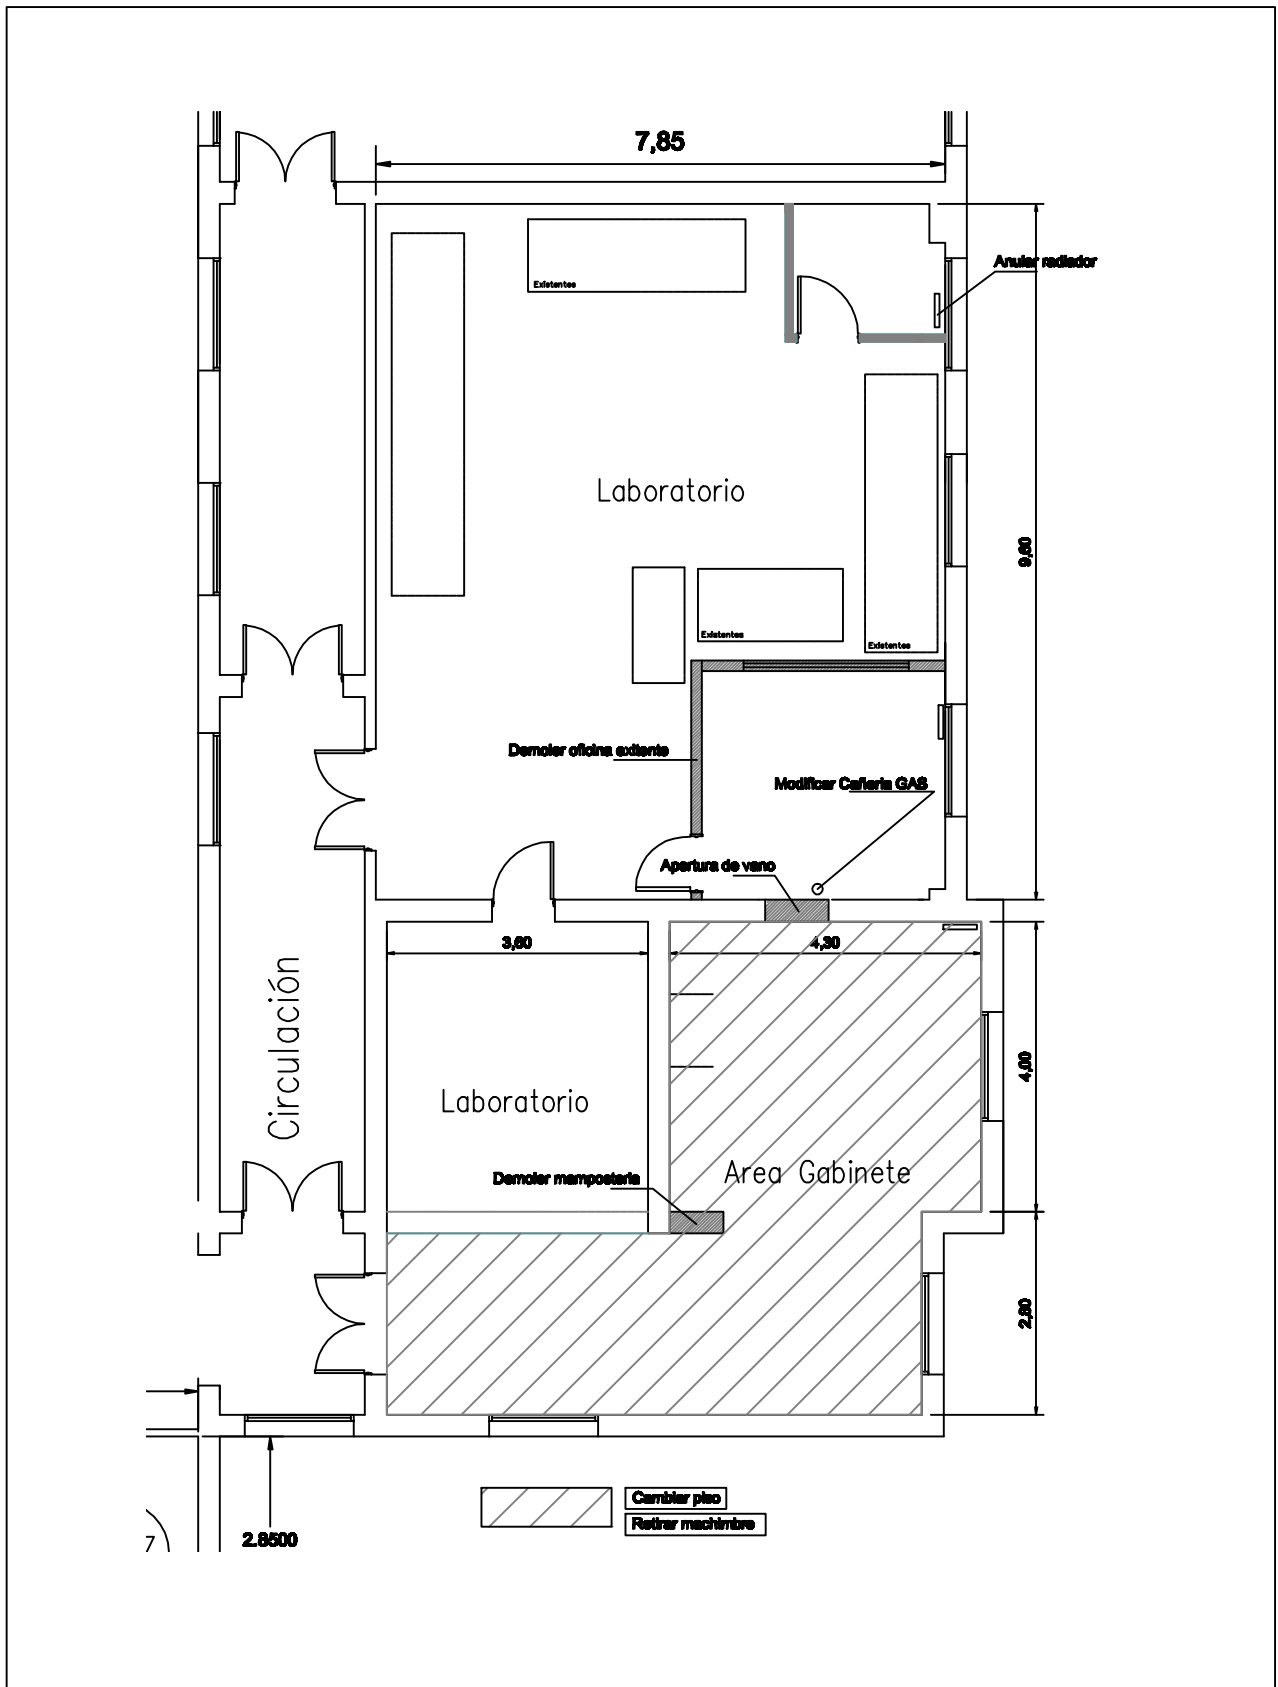 7,85
Anular radiador
Existentes
Laboratorio
9,60
Existentes
Existentes
Demoler oficina exitente
Modificar Cañeria GAS
Apertura de vano
3,60
4,30
Circulación
4,00
Laboratorio
Area Gabinete
Demoler mamposteria
2,80
Cambiar piso
Retirar machimbre
2.8500
7